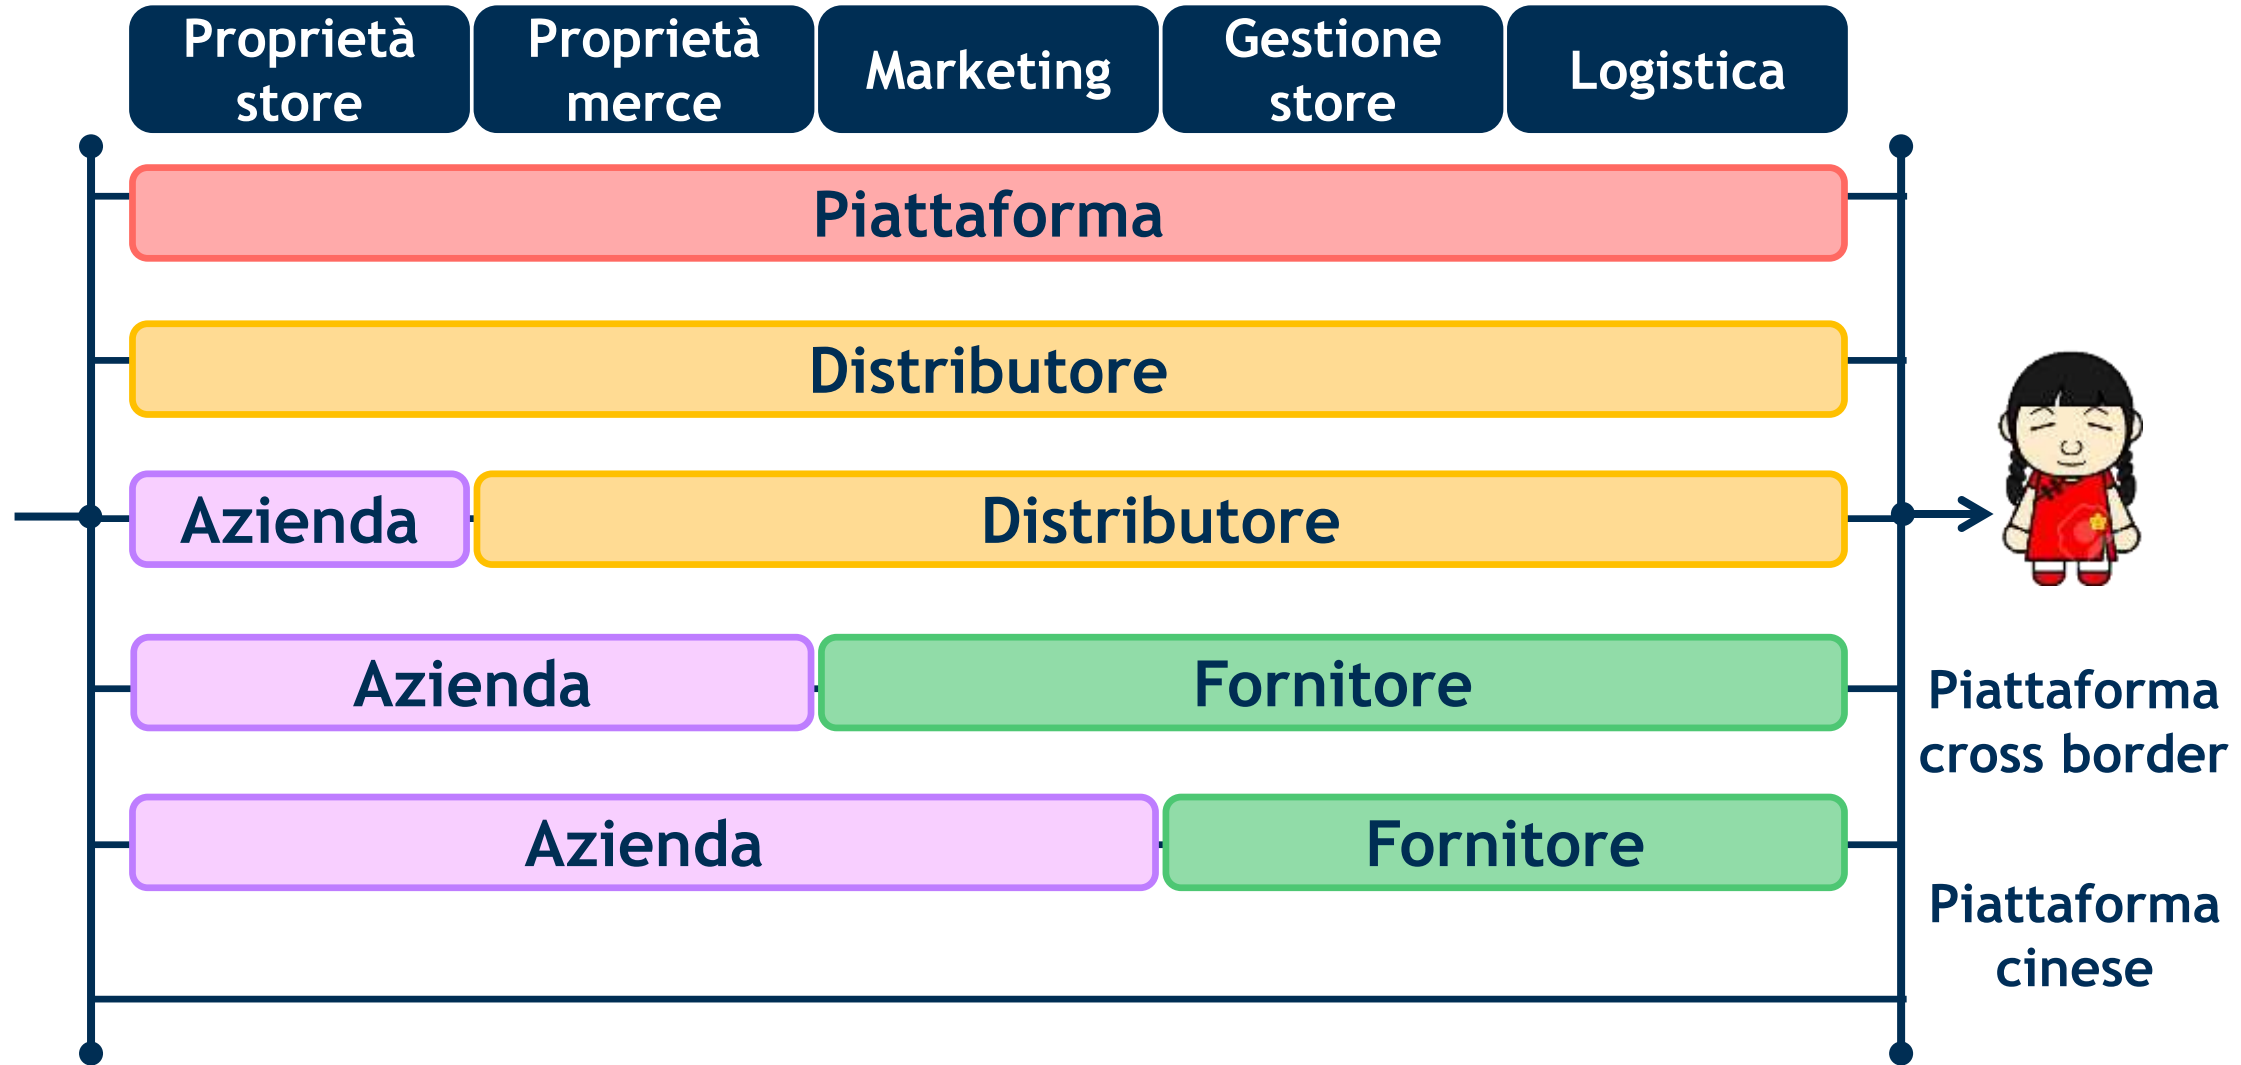 Proprietà
store
Proprietà
merce
Marketing
Gestione
store
Logistica
Piattaforma
Distributore
Azienda
Distributore
Azienda
Fornitore
Piattaforma
cross border
Azienda
Fornitore
Piattaforma
cinese